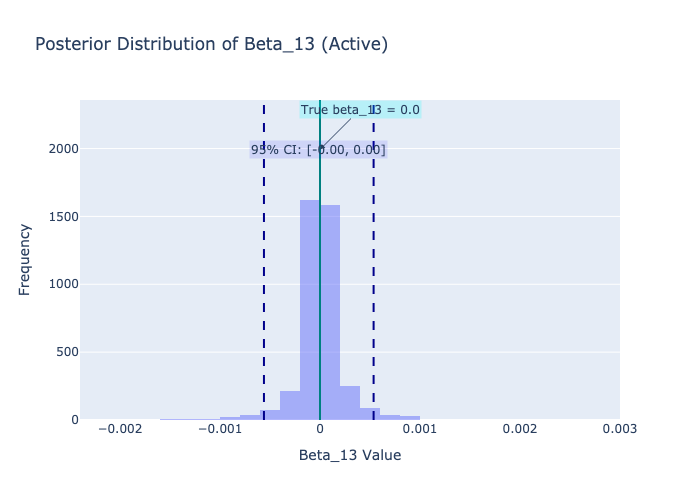 Posterior Distribution of Beta_13 (Active)
True beta_13 = 0.0
95% CI: [-0.00, 0.00]
2000
1500
1000
500
0
Frequency
−0.002
−0.001
0
0.001
0.002
0.003
Beta_13 Value